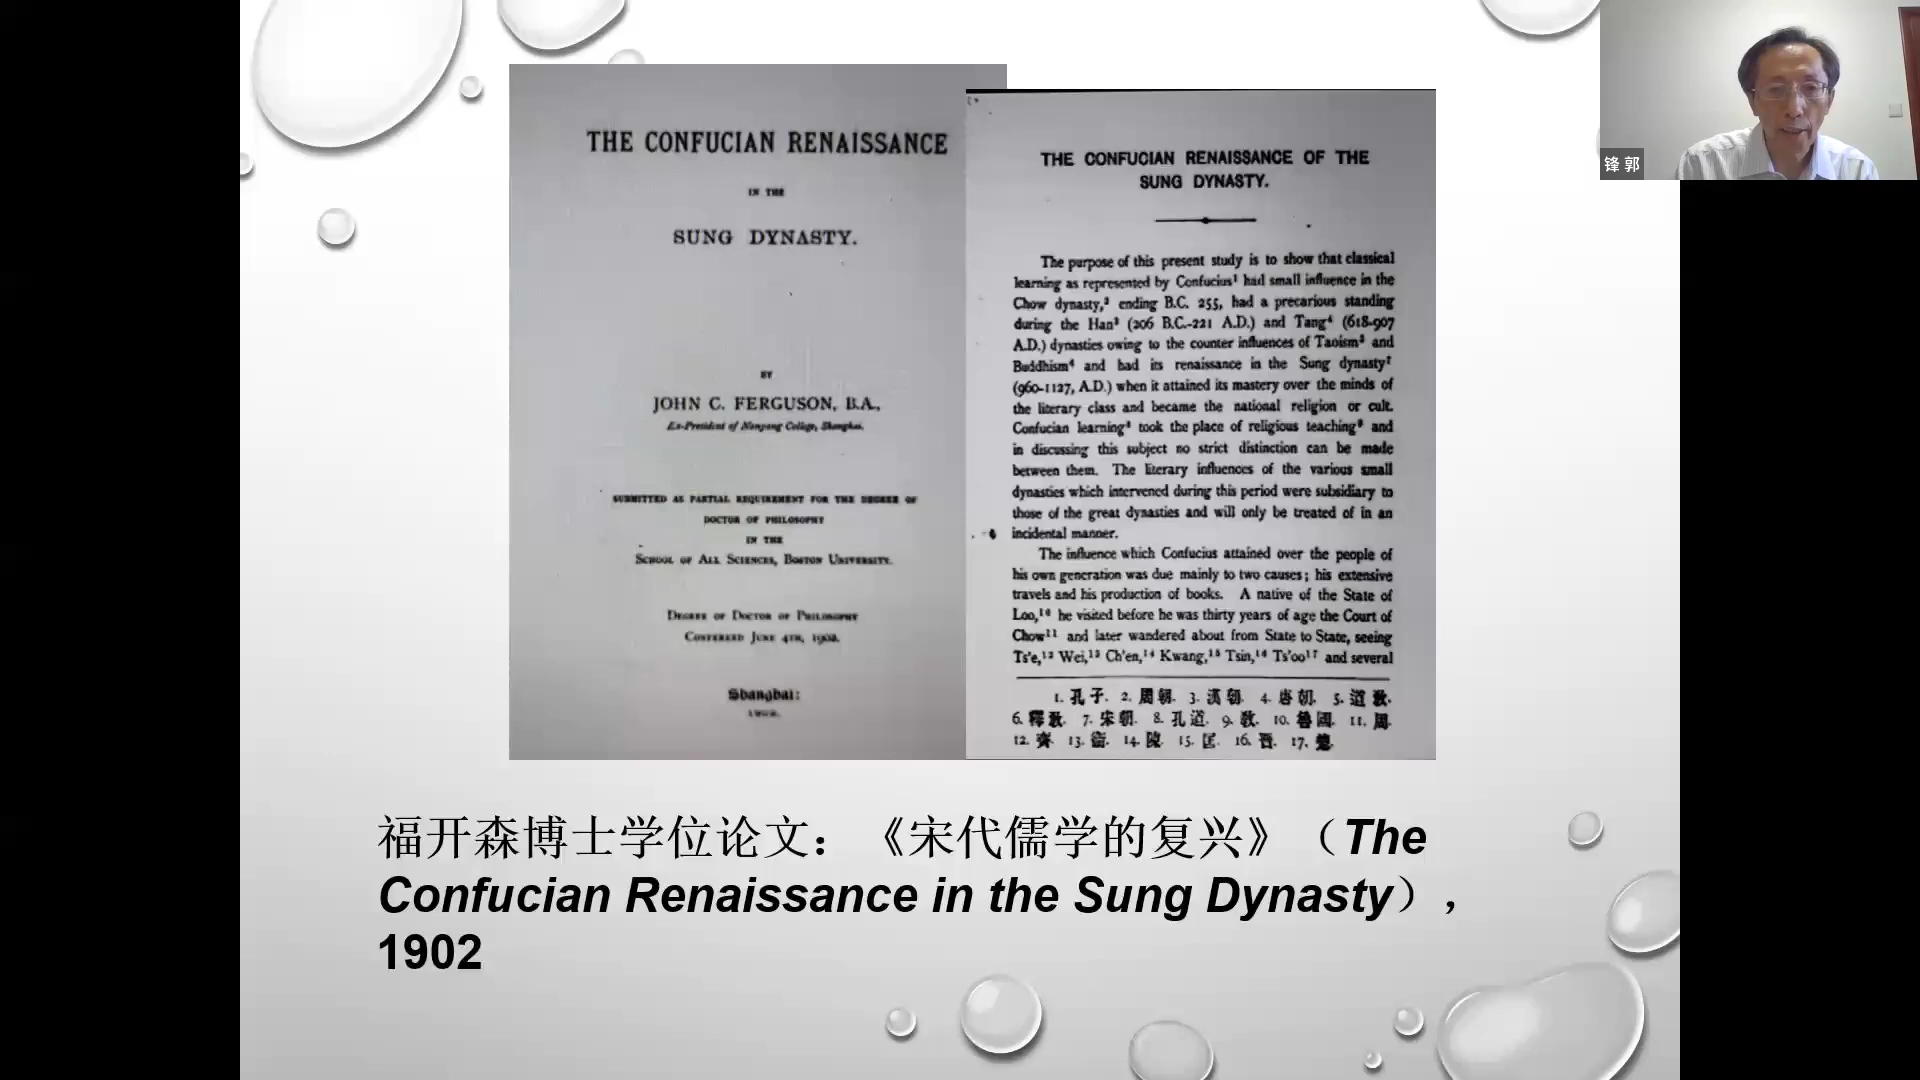 THE CONFUCIAN RENAISSANCE
IN THE
SUNG DYNASTY.
BY
JOHN C. FERGUSON, B.A.,
Ex-President of Nanyang College, Shanghai.
SUBMITTED AS PARTIAL REQUIREMENT FOR THE DEGREE OF
DOCTOR OF PHILOSOPHY
IN THE
SCHOOL OF ALL SCIENCES, BOSTON UNIVERSITY.
DEGREE OF DOCTOR OF PHILOSOPHY
CONFERRED JUNE 4TH, 1902.
Shanghai:
1902.
THE CONFUCIAN RENAISSANCE OF THE
SUNG DYNASTY.
The purpose of this present study is to show that classical
learning as represented by Confucius¹ had small influence in the
Chow dynasty,² ending B.C. 255, had a precarious standing
during the Han³ (206 B.C.-221 A.D.) and Tang⁴ (618-907
A.D.) dynasties owing to the counter influences of Taoism⁵ and
Buddhism⁶ and had its renaissance in the Sung dynasty⁷
(960-1127, A.D.) when it attained its mastery over the minds of
the literary class and became the national religion or cult.
Confucian learning⁸ took the place of religious teaching⁹ and
in discussing this subject no strict distinction can be made
between them. The literary influences of the various small
dynasties which intervened during this period were subsidiary to
those of the great dynasties and will only be treated of in an
incidental manner.
The influence which Confucius attained over the people of
his own generation was due mainly to two causes; his extensive
travels and his production of books. A native of the State of
Loo,¹⁰ he visited before he was thirty years of age the Court of
Chow¹¹ and later wandered about from State to State, seeing
Ts'e,¹² Wei,¹³ Ch'en,¹⁴ Kwang,¹⁵ Tsin,¹⁶ Ts'oo¹⁷ and several
1. 孔子. 2. 周朝. 3. 漢朝. 4. 唐朝. 5. 道教.
6. 釋教. 7. 宋朝. 8. 孔道. 9. 教. 10. 魯國. 11. 周.
12. 齊. 13. 衞. 14. 陳. 15. 匡. 16. 晉. 17. 楚.
福开森博士学位论文：《宋代儒学的复兴》（The
Confucian Renaissance in the Sung Dynasty），
1902
锋 郭